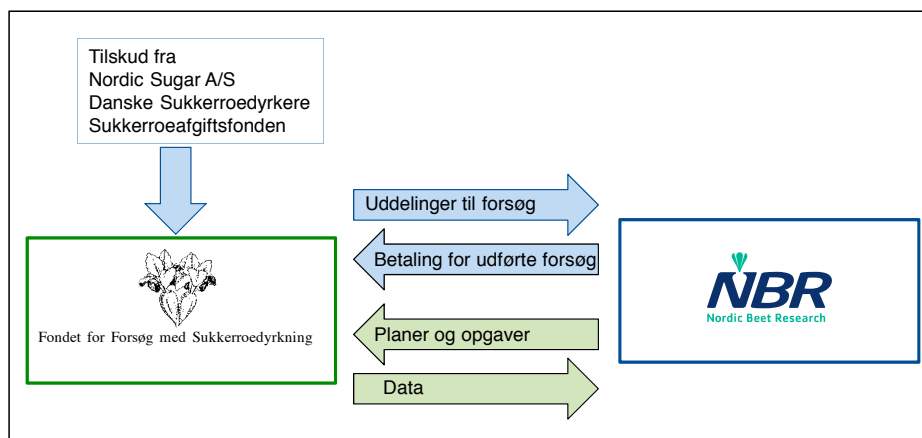 Tilskud fra
Nordic Sugar A/S
Danske Sukkerroedyrkere
Sukkerroeafgiftsfonden
Uddelinger til forsøg
Betaling for udførte forsøg
Fondet for Forsøg med Sukkerroedyrkning
Planer og opgaver
Data
NBR
Nordic Beet Research